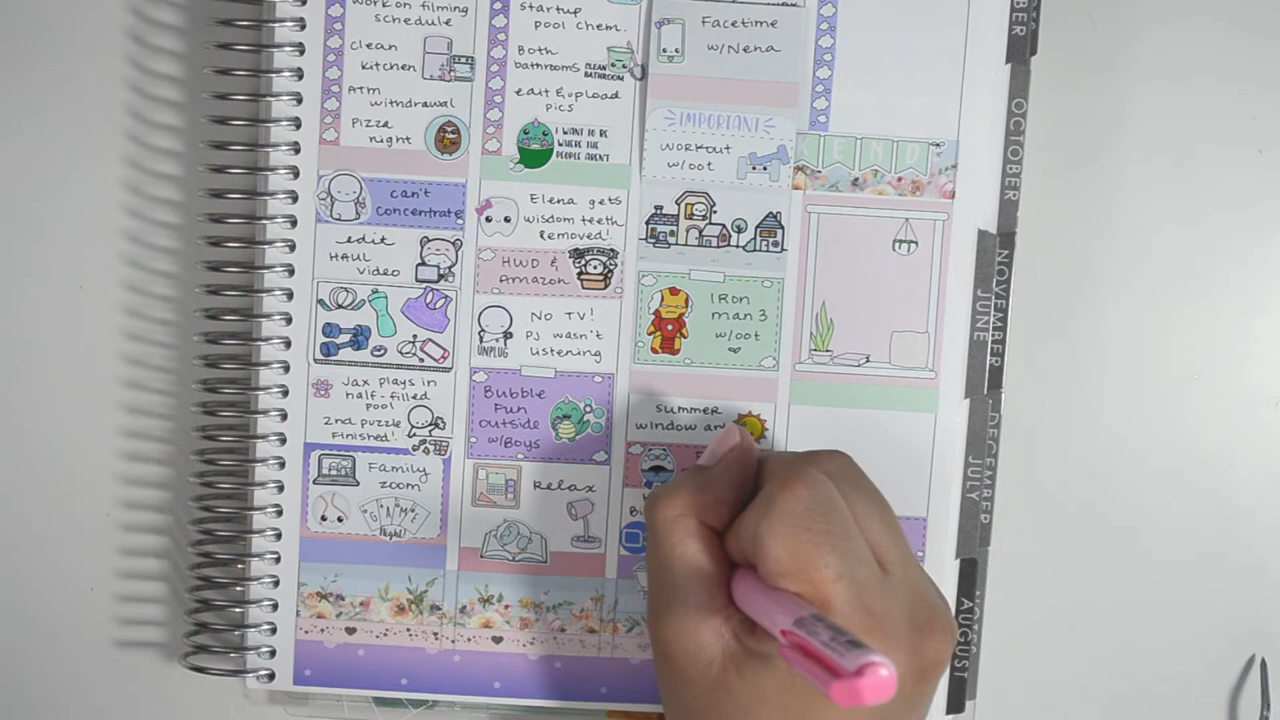 work on filming
schedule
clean
kitchen
ATM
withdrawal
Pizza
night
can't
concentrate
edit
HAUL
video
Jax plays in
half-filled
pool
2nd puzzle
Finished!
Family
zoom
GAME
night!
startup
pool chem.
Both
bathrooms
CLEAN
BATHROOM
edit & upload
pics
I WANT TO BE
WHERE THE
PEOPLE AREN'T
Elena gets
wisdom teeth
Removed!
HWD &
Amazon
NO TV!
PJ wasn't
listening
UNPLUG
Bubble
Fun
outside
w/Boys
Relax
Facetime
w/Nena
IMPORTANT
WORKOUT
w/oot
IRon
man 3
w/oot
summer
window
KEND
OCTOBER
NOVEMBER
JUNE
DECEMBER
JULY
AUGUST